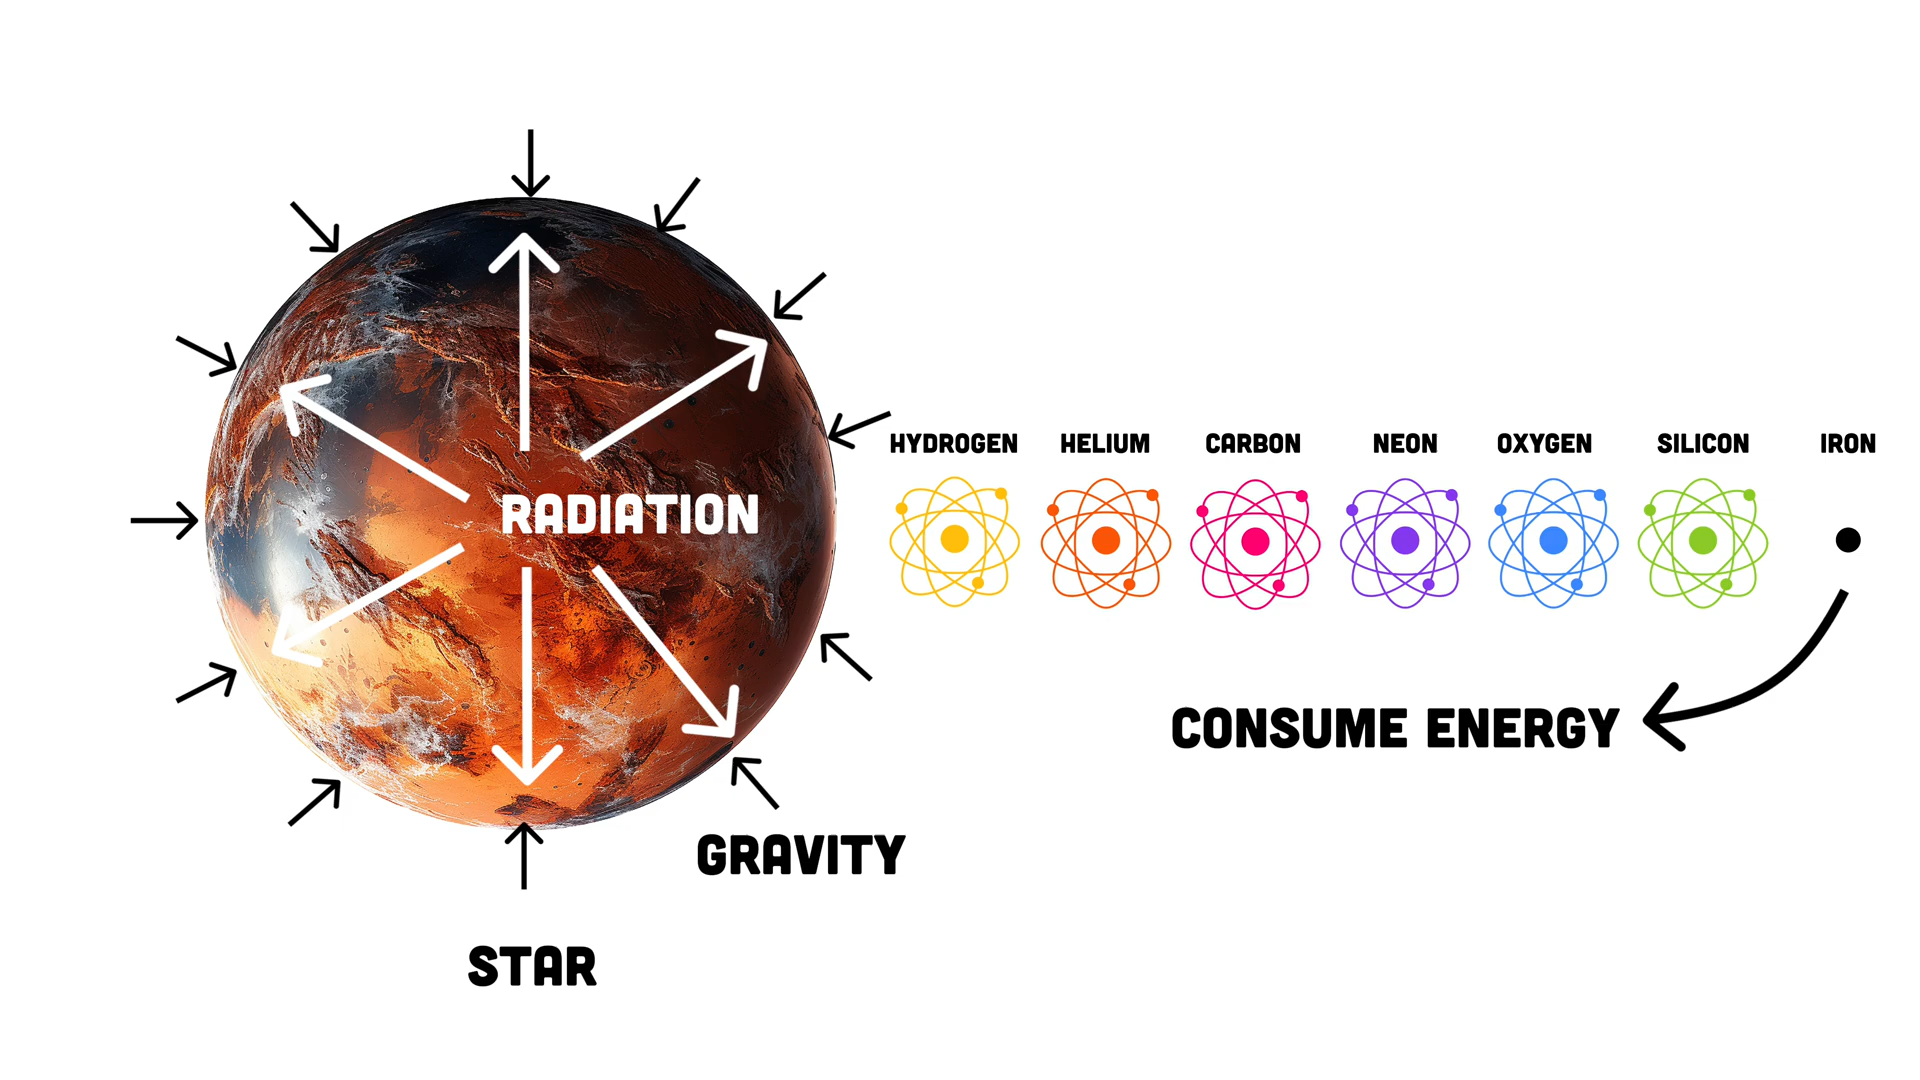 RADIATION
GRAVITY
STAR
HYDROGEN
HELIUM
CARBON
NEON
OXYGEN
SILICON
IRON
CONSUME ENERGY